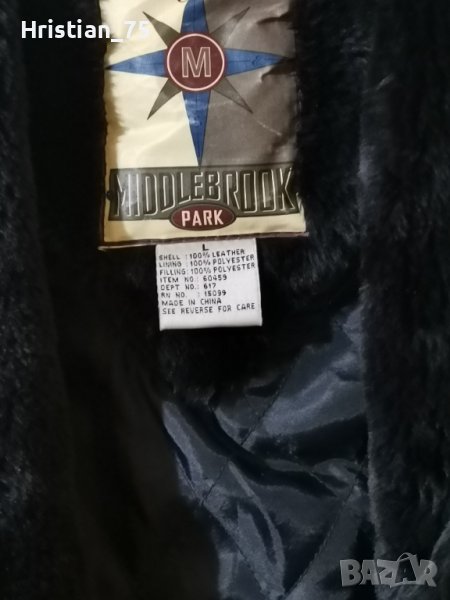 Hristian_75
M
MIDDLEBROOK
PARK
L
SHELL : 100% LEATHER
LINING : 100% POLYESTER
FILLING: 100% POLYESTER
ITEM NO.: 60459
DEPT NO.: 617
RN NO. : 15099
MADE IN CHINA
SEE REVERSE FOR CARE
BAZAR